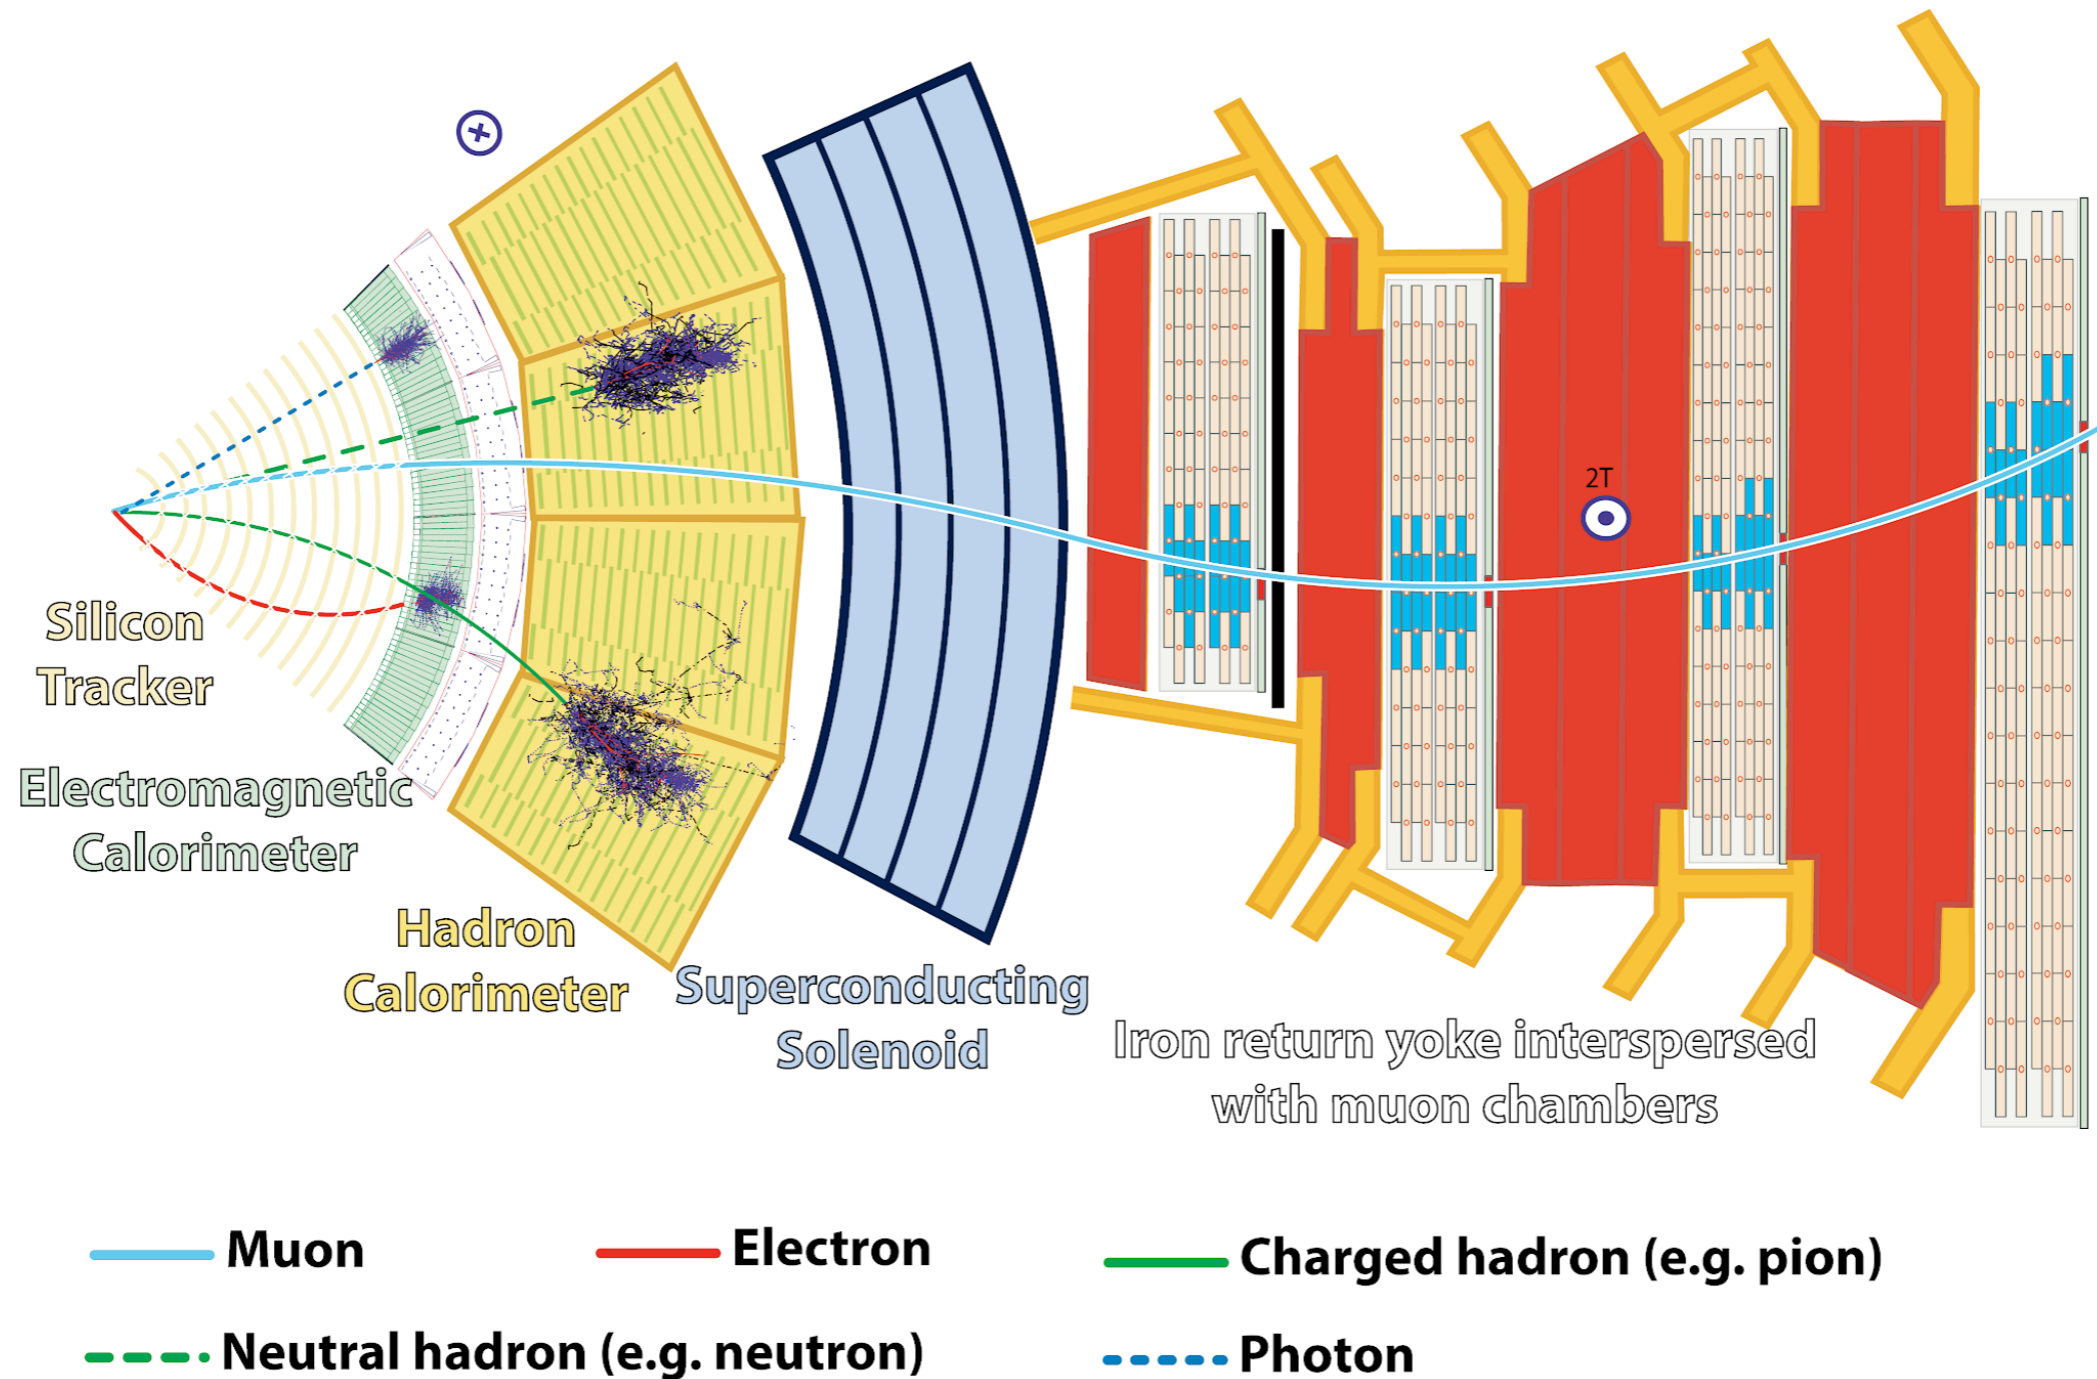 2T
Silicon
Tracker
Electromagnetic
Calorimeter
Hadron
Calorimeter
Superconducting
Solenoid
Iron return yoke interspersed
with muon chambers
Muon
Electron
Charged hadron (e.g. pion)
Neutral hadron (e.g. neutron)
Photon